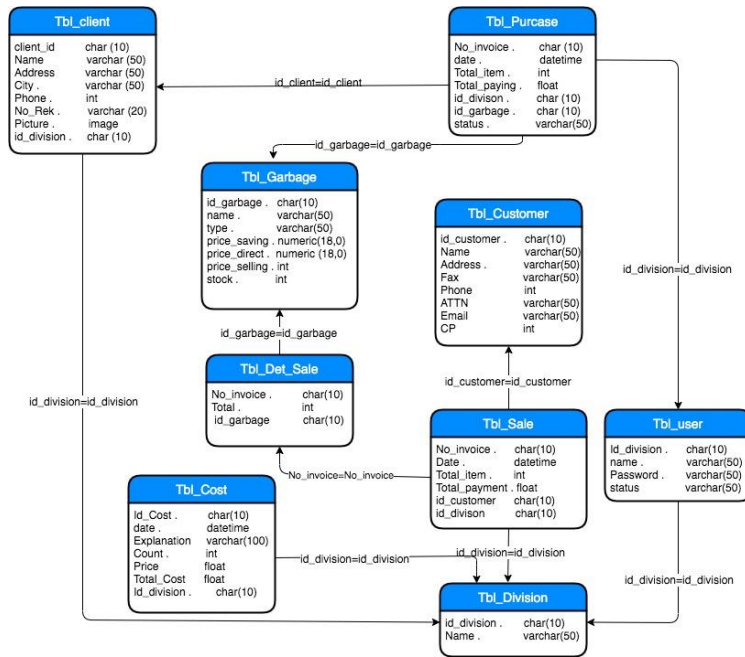 Tbl_client
client_id char (10)
Name varchar (50)
Address varchar (50)
City . varchar (50)
Phone . int
No_Rek . varchar (20)
Picture . image
id_division . char (10)
Tbl_Purcase
No_invoice . char (10)
date . datetime
Total_item . int
Total_paying . float
id_divison . char (10)
id_garbage . char (10)
status . varchar(50)
id_client=id_client
id_garbage=id_garbage
Tbl_Garbage
id_garbage . char(10)
name . varchar(50)
type . varchar(50)
price_saving . numeric(18,0)
price_direct . numeric (18,0)
price_selling . int
stock . int
Tbl_Customer
id_customer . char(10)
Name varchar(50)
Address . varchar(50)
Fax varchar(50)
Phone int
ATTN varchar(50)
Email varchar(50)
CP int
id_division=id_division
id_garbage=id_garbage
Tbl_Det_Sale
No_invoice . char(10)
Total . int
id_garbage char(10)
id_customer=id_customer
id_division=id_division
Tbl_Sale
No_invoice . char(10)
Date . datetime
Total_item . int
Total_payment . float
id_customer char(10)
id_divison char(10)
Tbl_user
Id_division . char(10)
name . varchar(50)
Password . varchar(50)
status varchar(50)
No_invoice=No_invoice
Tbl_Cost
Id_Cost . char(10)
date . datetime
Explanation varchar(100)
Count . int
Price float
Total_Cost float
Id_division . char(10)
id_division=id_division
id_division=id_division
id_division=id_division
Tbl_Division
id_division . char(10)
Name . varchar(50)